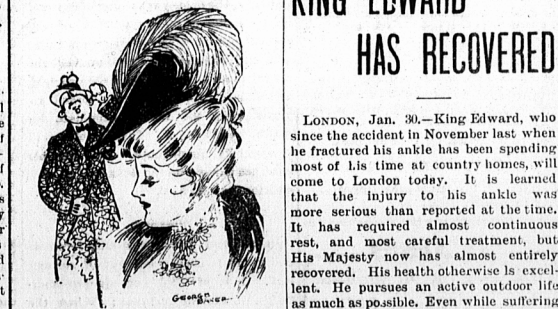 GEORGE
BAKER
KING EDWARD
HAS RECOVERED
LONDON, Jan. 30.—King Edward, who
since the accident in November last when
he fractured his ankle has been spending
most of his time at country homes, will
come to London today. It is learned
that the injury to his ankle was
more serious than reported at the time.
It has required almost continuous
rest, and most careful treatment, but
His Majesty now has almost entirely
recovered. His health otherwise is excel-
lent. He pursues an active outdoor life
as much as possible. Even while suffering